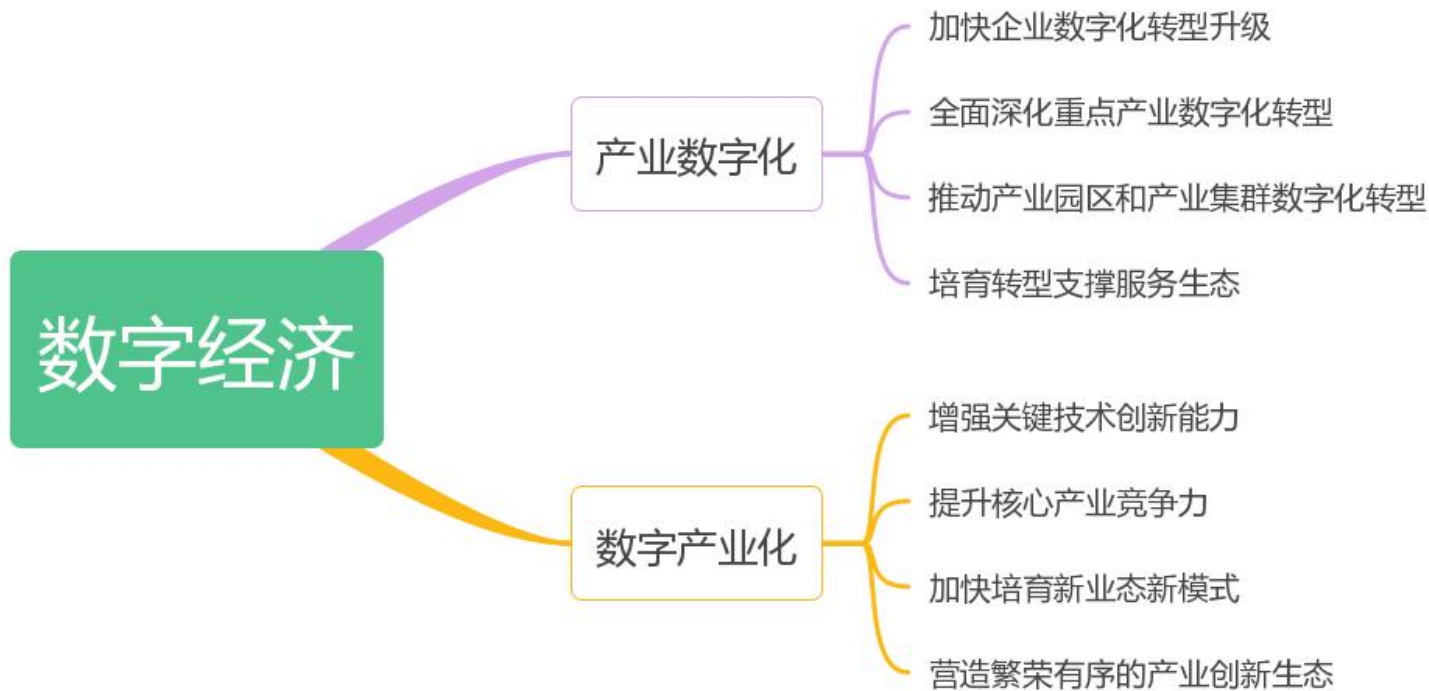 数字经济
产业数字化
加快企业数字化转型升级
全面深化重点产业数字化转型
推动产业园区和产业集群数字化转型
培育转型支撑服务生态
数字产业化
增强关键技术创新能力
提升核心产业竞争力
加快培育新业态新模式
营造繁荣有序的产业创新生态